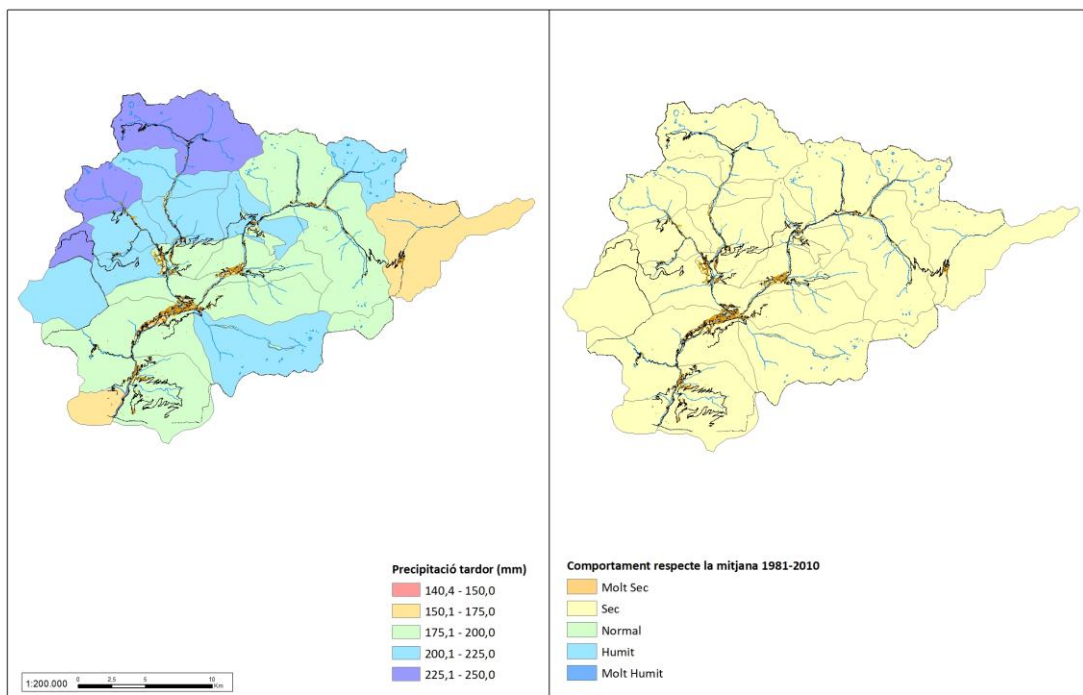 Precipitació tardor (mm)
140,4 - 150,0
150,1 - 175,0
175,1 - 200,0
200,1 - 225,0
225,1 - 250,0
1:200.000
0 2,5 5 10
Km
Comportament respecte la mitjana 1981-2010
Molt Sec
Sec
Normal
Humit
Molt Humit